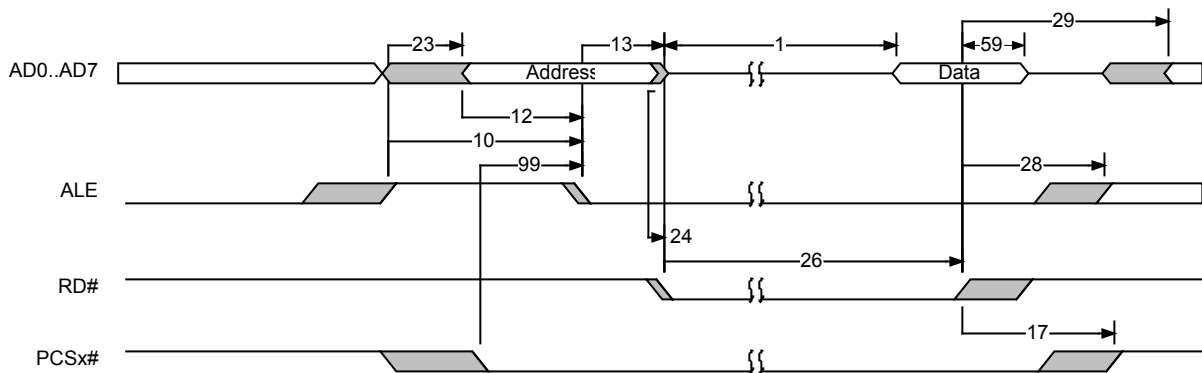 29
23
13
1
59
AD0..AD7
Address
Data
12
10
99
28
ALE
24
26
RD#
17
PCSx#